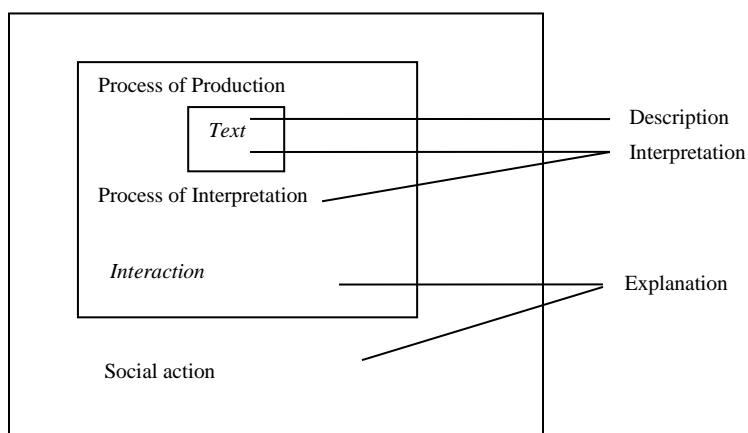 Process of Production
Text
Description
Interpretation
Process of Interpretation
Interaction
Explanation
Social action